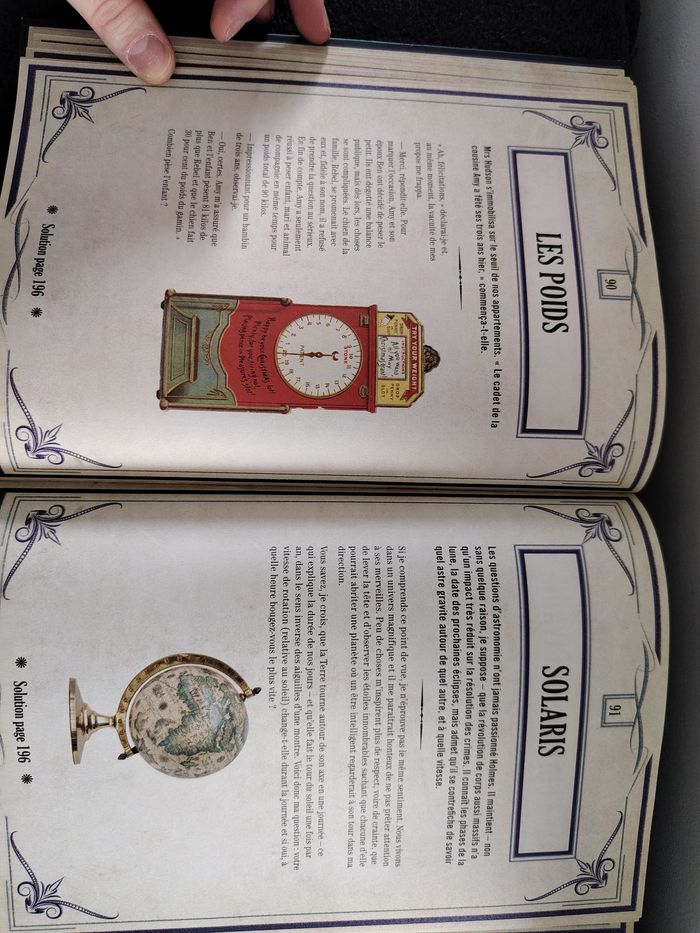 90
LES POIDS
Mrs Hudson s'immobilisa sur le seuil de nos appartements. « Le cadet de la
cousine Amy a fêté ses trois ans hier, » commença-t-elle.
« Ah, félicitations, » déclarai-je et,
au même moment, la vacuité de mes
propos me frappa.
— Merci, répondit-elle. Pour
marquer l'occasion, Amy et son
époux Ben ont décidé de peser le
petit. Ils ont dégotté une balance
publique, mais dès lors, les choses
se sont compliquées. Le chien de la
famille, Rebel, se promenait avec
eux et, fidèle à son nom, il a refusé
de prendre la question au sérieux.
En fin de compte, Amy a seulement
réussi à peser enfant, mari et animal
de compagnie en même temps pour
un poids total de 90 kilos.
— Impressionnant pour un bambin
de trois ans, observai-je.
— Oui, certes. Amy m'a assuré que
Ben et l'enfant pèsent 81 kilos de
plus que Rebel et que le chien fait
30 pour cent du poids du gamin. »
Combien pèse l'enfant ?
TRY YOUR WEIGHT
DROP
PENNY
IN
SLOT
STONE
PATENT
Solution page 196
91
SOLARIS
Les questions d'astronomie n'ont jamais passionné Holmes. Il maintient – non
sans quelque raison, je suppose – que la révolution de corps aussi massifs n'a
qu'un impact très réduit sur la résolution des crimes. Il connaît les phases de la
lune, la date des prochaines éclipses, mais admet qu'il se contrefiche de savoir
quel astre gravite autour de quel autre, et à quelle vitesse.
Si je comprends ce point de vue, je n'éprouve pas le même sentiment. Nous vivons
dans un univers magnifique et il me paraîtrait honteux de ne pas prêter attention
à ses merveilles. Peu de choses m'inspirent plus de respect, voire de crainte, que
de lever la tête et d'observer les étoiles innombrables sachant que chacune d'elle
pourrait abriter une planète où un être intelligent regarderait à son tour dans ma
direction.
Vous savez, je crois, que la Terre tourne autour de son axe en une journée – ce
qui explique la durée de nos jours – et qu'elle fait le tour du soleil une fois par
an, dans le sens inverse des aiguilles d'une montre. Voici donc ma question : votre
vitesse de rotation (relative au soleil) change-t-elle durant la journée et si oui, à
quelle heure bougez-vous le plus vite ?
Solution page 196